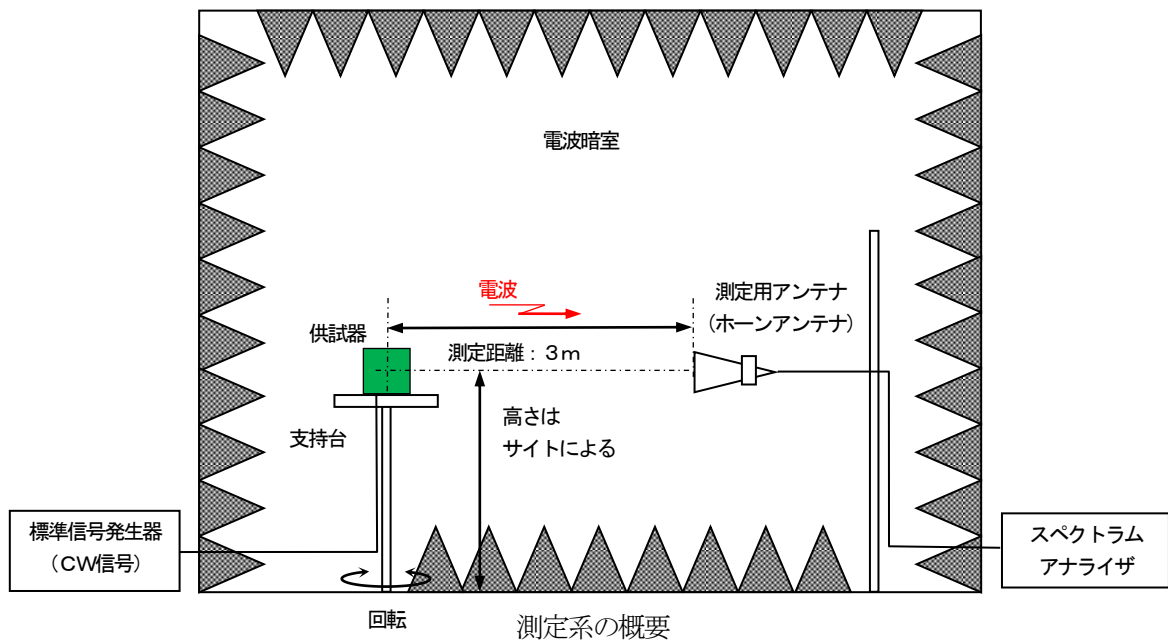 電波暗室
電波
測定用アンテナ
(ホーンアンテナ)
供試器
測定距離：３ｍ
高さは
サイトによる
支持台
標準信号発生器
（CW信号）
スペクトラム
アナライザ
回転
測定系の概要